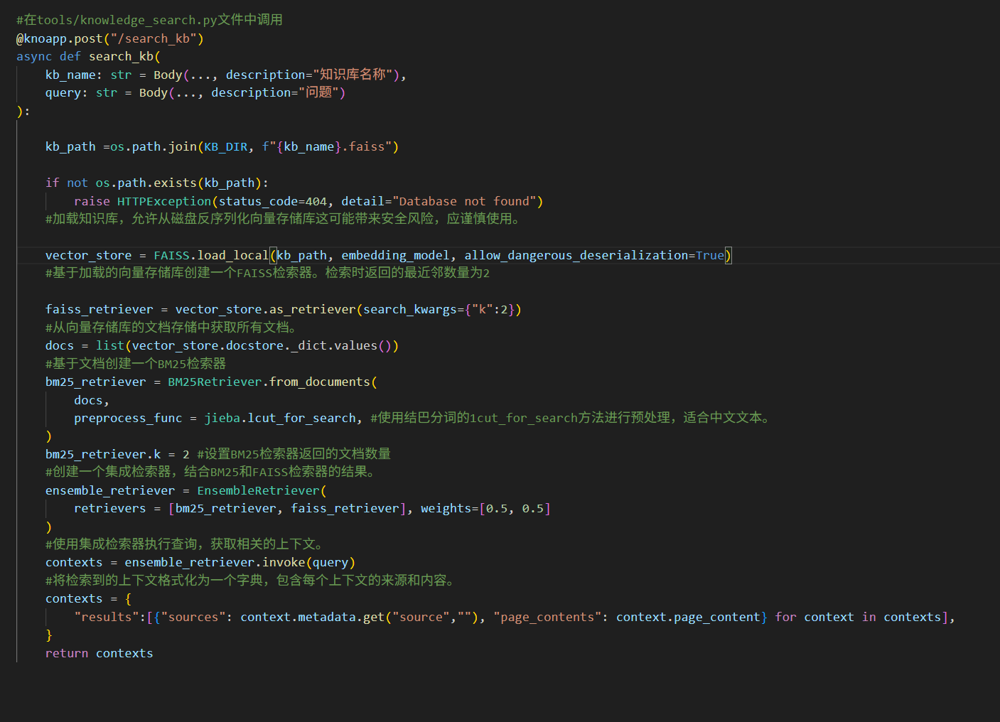 #在tools/knowledge_search.py文件中调用
@knoapp.post("/search_kb")
async def search_kb(
    kb_name: str = Body(..., description="知识库名称"),
    query: str = Body(..., description="问题")
):
    kb_path =os.path.join(KB_DIR, f"{kb_name}.faiss")
    if not os.path.exists(kb_path):
        raise HTTPException(status_code=404, detail="Database not found")
    #加载知识库，允许从磁盘反序列化向量存储库这可能带来安全风险，应谨慎使用。
    vector_store = FAISS.load_local(kb_path, embedding_model, allow_dangerous_deserialization=True)
    #基于加载的向量存储库创建一个FAISS检索器。检索时返回的最近邻数量为2
    faiss_retriever = vector_store.as_retriever(search_kwargs={"k":2})
    #从向量存储库的文档存储中获取所有文档。
    docs = list(vector_store.docstore._dict.values())
    #基于文档创建一个BM25检索器
    bm25_retriever = BM25Retriever.from_documents(
        docs,
        preprocess_func = jieba.lcut_for_search, #使用结巴分词的1cut_for_search方法进行预处理，适合中文文本。
    )
    bm25_retriever.k = 2 #设置BM25检索器返回的文档数量
    #创建一个集成检索器，结合BM25和FAISS检索器的结果。
    ensemble_retriever = EnsembleRetriever(
        retrievers = [bm25_retriever, faiss_retriever], weights=[0.5, 0.5]
    )
    #使用集成检索器执行查询，获取相关的上下文。
    contexts = ensemble_retriever.invoke(query)
    #将检索到的上下文格式化为一个字典，包含每个上下文的来源和内容。
    contexts = {
        "results":[{"sources": context.metadata.get("source",""), "page_contents": context.page_content} for context in contexts],
    }
    return contexts